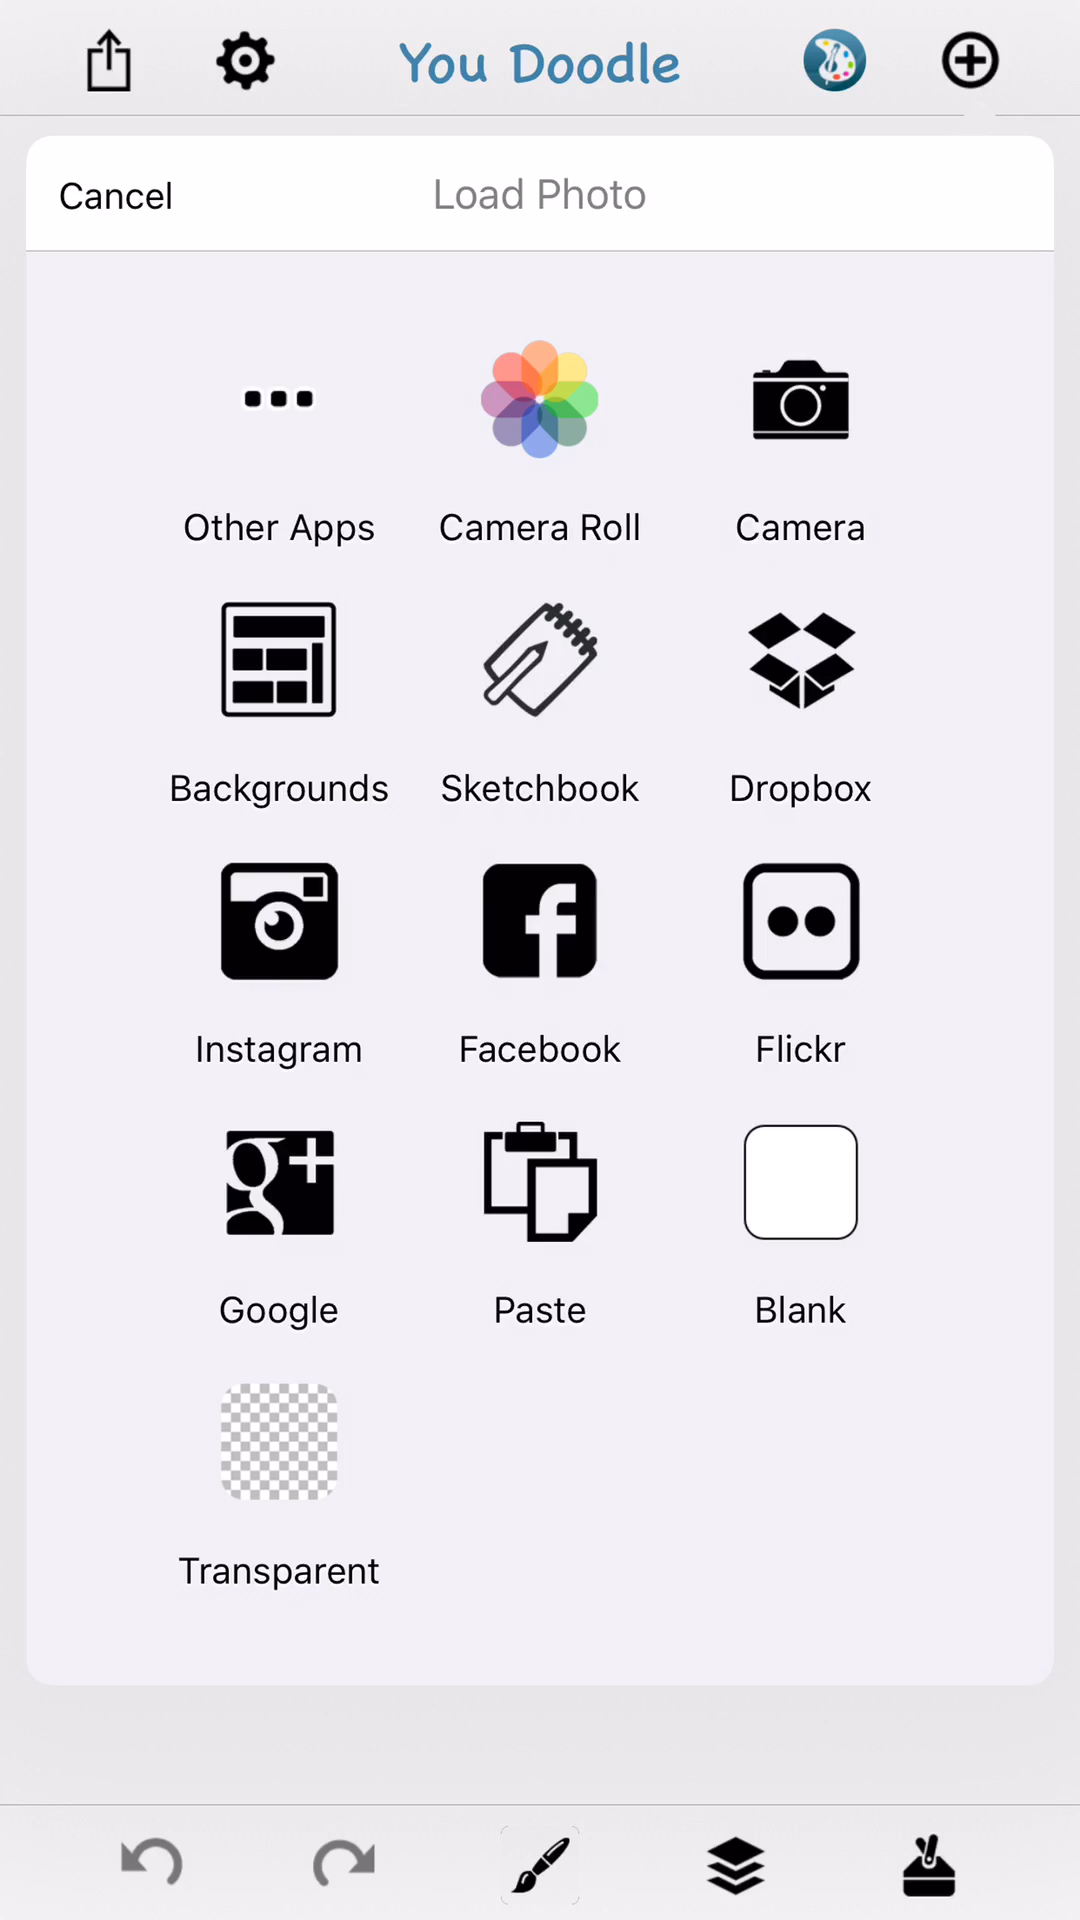 You Doodle
Cancel
Load Photo
Other Apps
Camera Roll
Camera
Backgrounds
Sketchbook
Dropbox
Instagram
Facebook
Flickr
Google
Paste
Blank
Transparent